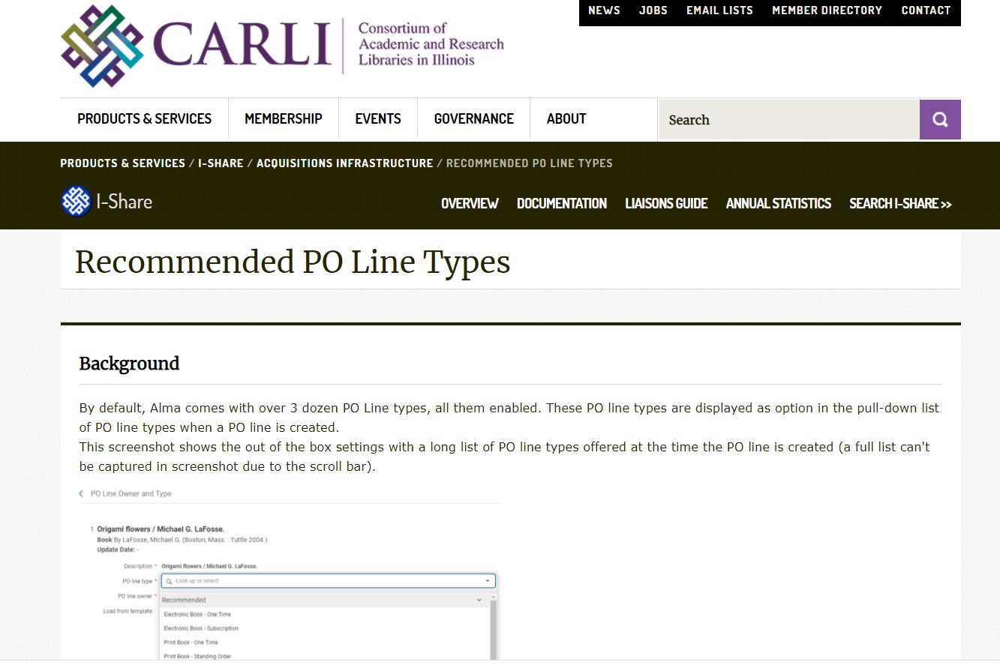 NEWS JOBS EMAIL LISTS MEMBER DIRECTORY CONTACT
CARLI
Consortium of
Academic and Research
Libraries in Illinois
PRODUCTS & SERVICES MEMBERSHIP EVENTS GOVERNANCE ABOUT Search
PRODUCTS & SERVICES / I-SHARE / ACQUISITIONS INFRASTRUCTURE / RECOMMENDED PO LINE TYPES
I-Share
OVERVIEW DOCUMENTATION LIAISONS GUIDE ANNUAL STATISTICS SEARCH I-SHARE >>
Recommended PO Line Types
Background
By default, Alma comes with over 3 dozen PO Line types, all them enabled. These PO line types are displayed as option in the pull-down list
of PO line types when a PO line is created.
This screenshot shows the out of the box settings with a long list of PO line types offered at the time the PO line is created (a full list can't
be captured in screenshot due to the scroll bar).
PO Line Owner and Type
1 Origami flowers / Michael G. LaFosse.
Book By LaFosse, Michael G. (Boston, Mass. : Tuttle 2004.)
Update Date: -
Description * Origami flowers / Michael G. LaFosse.
PO line type * Look-up or select
PO line owner *
Recommended
Load from template
Electronic Book - One Time
Electronic Book - Subscription
Print Book - One Time
Print Book - Standing Order